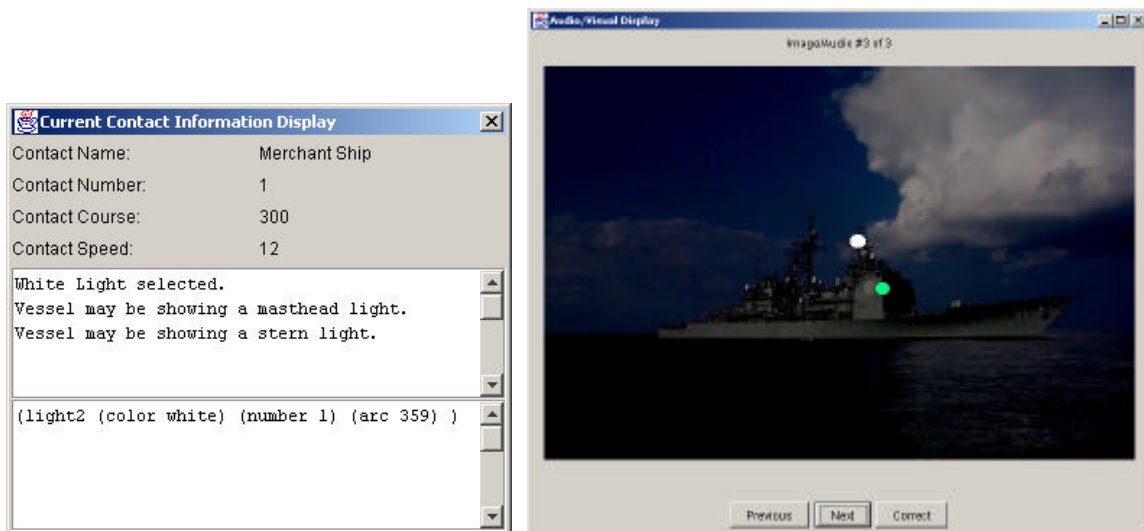 Current Contact Information Display
Contact Name: Merchant Ship
Contact Number: 1
Contact Course: 300
Contact Speed: 12
White Light selected.
Vessel may be showing a masthead light.
Vessel may be showing a stern light.
(light2 (color white) (number 1) (arc 359) )
Audio/Visual Display
Image/Audio #3 of 3
Previous Next Correct